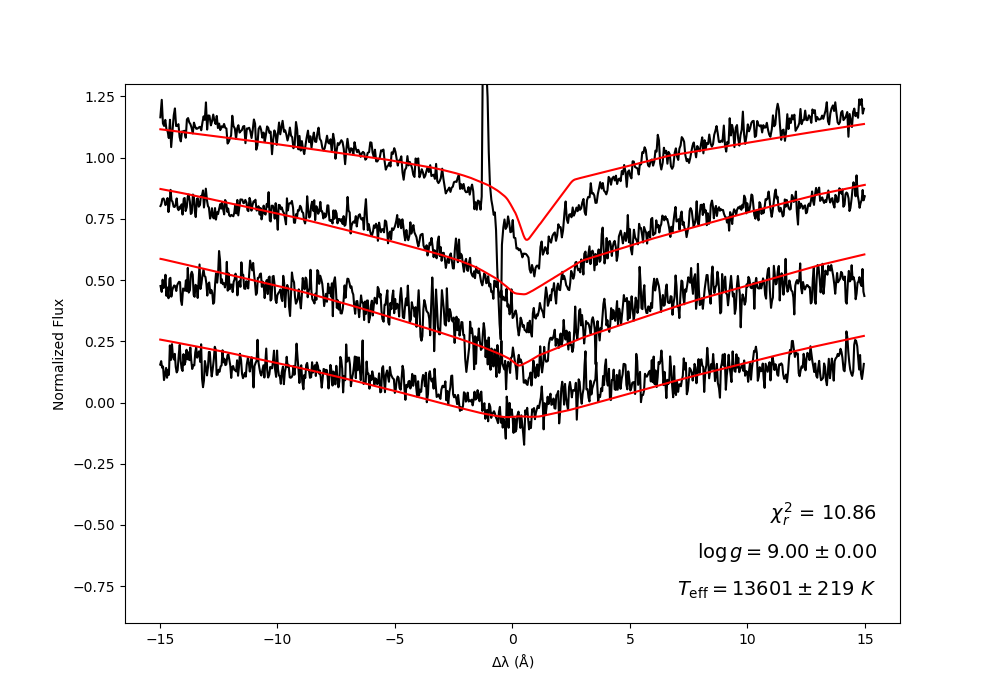 1.25
1.00
0.75
0.50
0.25
0.00
−0.25
−0.50
−0.75
Normalized Flux
χ²ᵣ = 10.86
log g = 9.00 ± 0.00
T_eff = 13601 ± 219 K
−15 −10 −5 0 5 10 15
Δλ (Å)